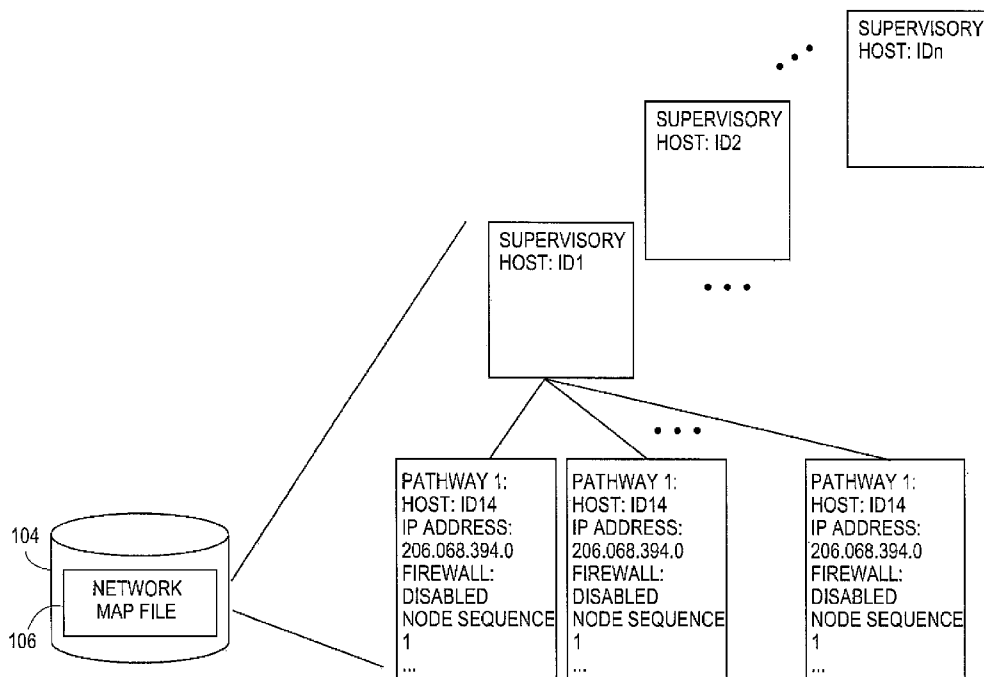 SUPERVISORY
HOST: IDn
SUPERVISORY
HOST: ID2
SUPERVISORY
HOST: ID1
PATHWAY 1:
HOST: ID14
IP ADDRESS:
206.068.394.0
FIREWALL:
DISABLED
NODE SEQUENCE
1
...
PATHWAY 1:
HOST: ID14
IP ADDRESS:
206.068.394.0
FIREWALL:
DISABLED
NODE SEQUENCE
1
...
PATHWAY 1:
HOST: ID14
IP ADDRESS:
206.068.394.0
FIREWALL:
DISABLED
NODE SEQUENCE
1
...
104
NETWORK
MAP FILE
106